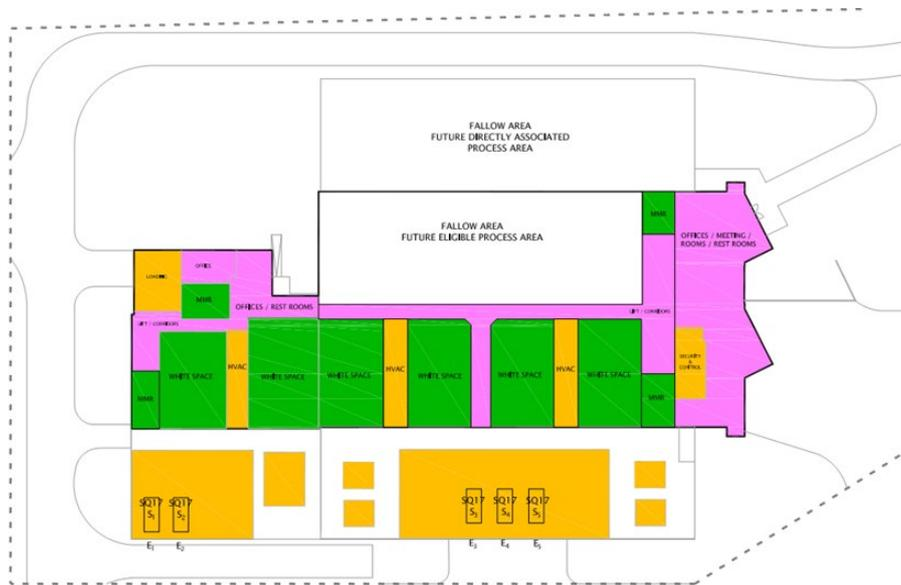 FALLOW AREA
FUTURE DIRECTLY ASSOCIATED
PROCESS AREA
FALLOW AREA
FUTURE ELIGIBLE PROCESS AREA
MMR
OFFICES / MEETING /
ROOMS / REST ROOMS
LOADING
OFFICE
MMR
OFFICES / REST ROOMS
LIFT / CORRIDORS
LIFT / CORRIDORS
WHITE SPACE
HVAC
WHITE SPACE
WHITE SPACE
HVAC
WHITE SPACE
WHITE SPACE
HVAC
WHITE SPACE
SECURITY
&
CONTROL
MMR
MMR
SQ17
S1
SQ17
S2
SQ17
S3
SQ17
S4
SQ17
S5
E1
E2
E3
E4
E5